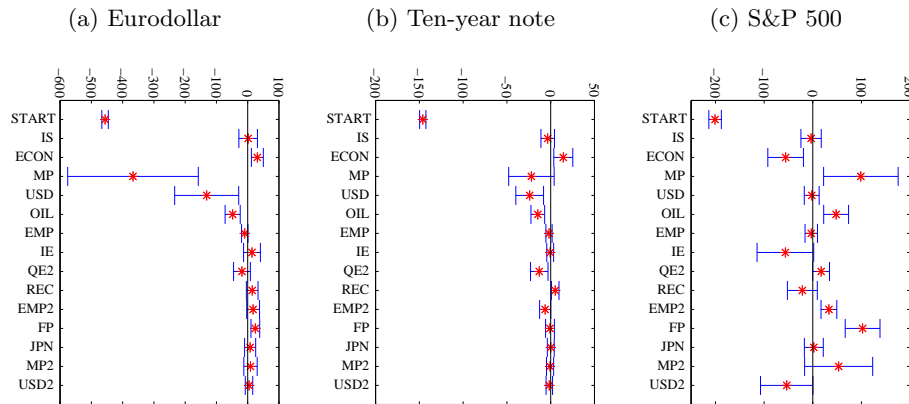 (a) Eurodollar
(b) Ten-year note
(c) S&P 500
-600 -500 -400 -300 -200 -100 0 100
-200 -150 -100 -50 0 50
-200 -100 0 100 200
START START START
IS IS IS
ECON ECON ECON
MP MP MP
USD USD USD
OIL OIL OIL
EMP EMP EMP
IE IE IE
QE2 QE2 QE2
REC REC REC
EMP2 EMP2 EMP2
FP FP FP
JPN JPN JPN
MP2 MP2 MP2
USD2 USD2 USD2